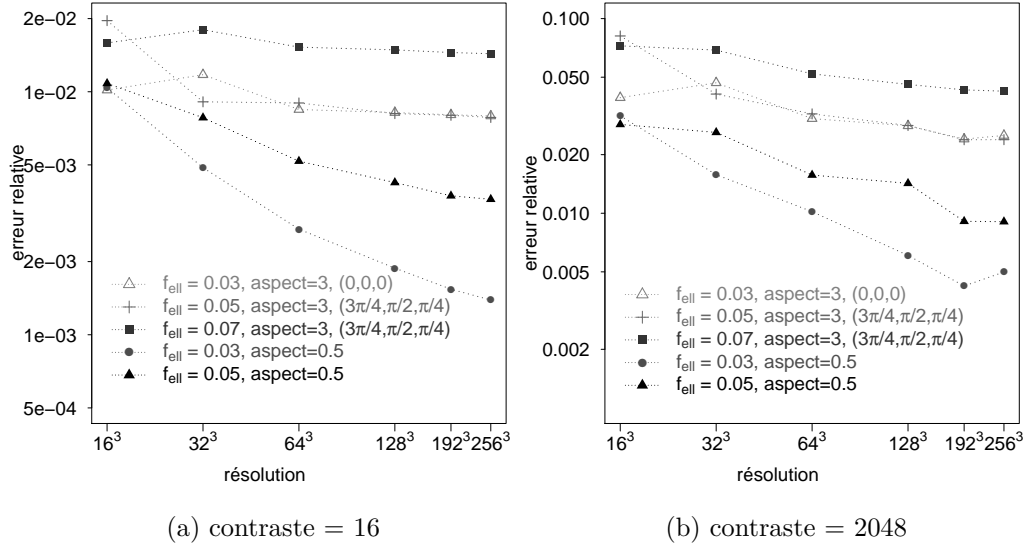 2e−02
1e−02
5e−03
2e−03
1e−03
5e−04
erreur relative
f_ell = 0.03, aspect=3, (0,0,0)
f_ell = 0.05, aspect=3, (3π/4,π/2,π/4)
f_ell = 0.07, aspect=3, (3π/4,π/2,π/4)
f_ell = 0.03, aspect=0.5
f_ell = 0.05, aspect=0.5
16³ 32³ 64³ 128³ 192³ 256³
résolution
(a) contraste = 16
0.100
0.050
0.020
0.010
0.005
0.002
erreur relative
f_ell = 0.03, aspect=3, (0,0,0)
f_ell = 0.05, aspect=3, (3π/4,π/2,π/4)
f_ell = 0.07, aspect=3, (3π/4,π/2,π/4)
f_ell = 0.03, aspect=0.5
f_ell = 0.05, aspect=0.5
16³ 32³ 64³ 128³ 192³ 256³
résolution
(b) contraste = 2048